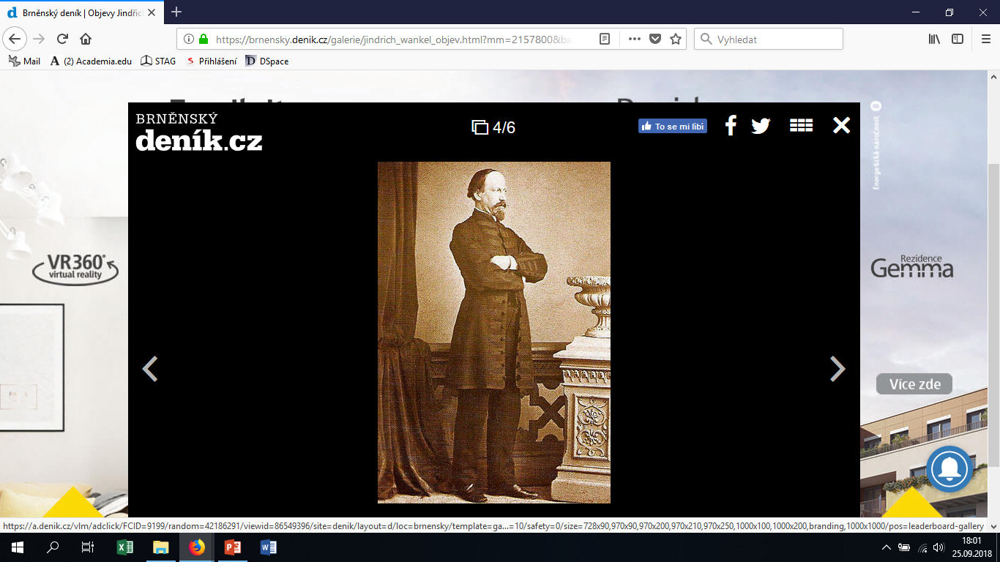 Brněnský deník | Objevy Jindřic
https://brnensky.denik.cz/galerie/jindrich_wankel_objev.html?mm=2157800&ba
Vyhledat
Mail
(2) Academia.edu
STAG
Přihlášení
DSpace
BRNĚNSKÝ
deník.cz
4/6
To se mi líbí
Energetická náročnost B
VR360°
virtual reality
Rezidence
Gemma
Více zde
https://a.denik.cz/vlm/adclick/FCID=9199/random=42186291/viewid=86549396/site=denik/layout=d/loc=brnensky/template=ga...=10/safety=0/size=728x90,970x90,970x200,970x210,970x250,1000x100,1000x200,branding,1000x1000/pos=leaderboard-gallery
18:01
25.09.2018